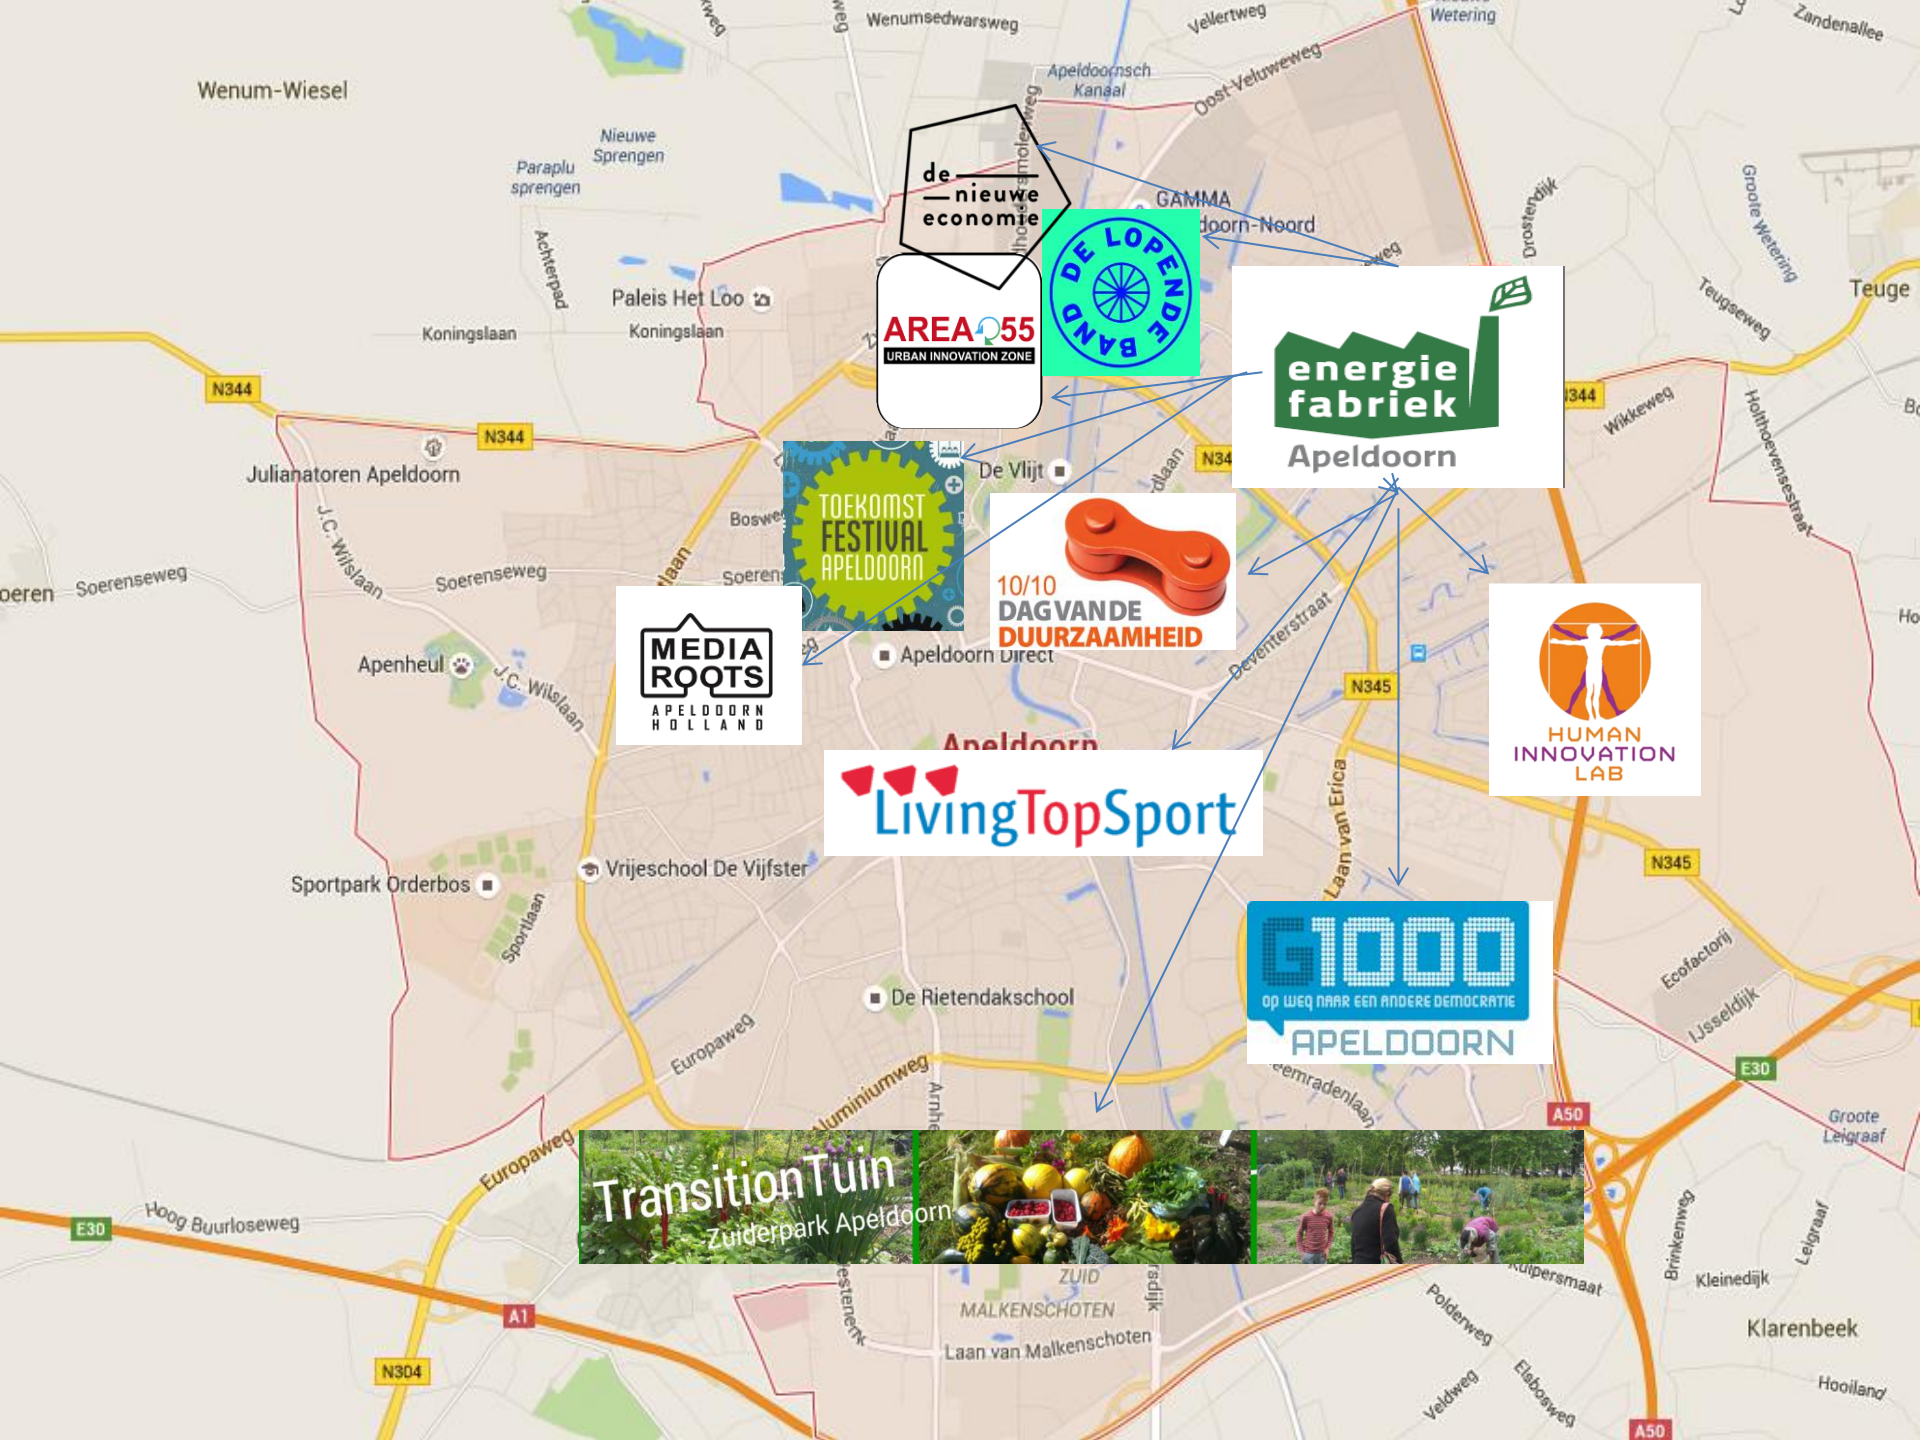 Wenumsedwarsweg
Vellertweg
Wetering
Zandenallee
Wenum-Wiesel
Apeldoornsch
Kanaal
Oost Veluweweg
Nieuwe
Sprengen
Paraplu
sprengen
de
nieuwe
economie
GAMMA
doorn-Noord
Drostendijk
Groote Wetering
Achterpad
DE LOPENDE BAND
Paleis Het Loo
Koningslaan
Koningslaan
AREA 55
URBAN INNOVATION ZONE
Teugseweg
Teuge
energie
fabriek
Apeldoorn
N344
N344
344
N34
Wikkeweg
Holthoevensestraat
Julianatoren Apeldoorn
De Vlijt
J.C. Wilslaan
TOEKOMST
FESTIVAL
APELDOORN
10/10
DAG VAN DE
DUURZAAMHEID
Soerenseweg
Soerenseweg
Deventerstraat
MEDIA
ROOTS
APELDOORN
HOLLAND
Apeldoorn Direct
Apenheul
J.C. Wilslaan
N345
HUMAN
INNOVATION
LAB
Apeldoorn
LivingTopSport
Laan van Erica
Vrijeschool De Vijfster
Sportpark Orderbos
N345
Sportlaan
G1000
OP WEG NAAR EEN ANDERE DEMOCRATIE
APELDOORN
Ecofactorij
IJsseldijk
De Rietendakschool
Europaweg
Aluminiumweg
E30
A50
Groote
Leigraaf
Europaweg
TransitionTuin
Zuiderpark Apeldoorn
Hoog Buurloseweg
E30
Brinkenweg
Leigraaf
ZUID
MALKENSCHOTEN
Kuipersmaat
Kleinedijk
Polderweg
A1
Laan van Malkenschoten
Klarenbeek
N304
Veldweg
Elsbosweg
Hooiland
A50